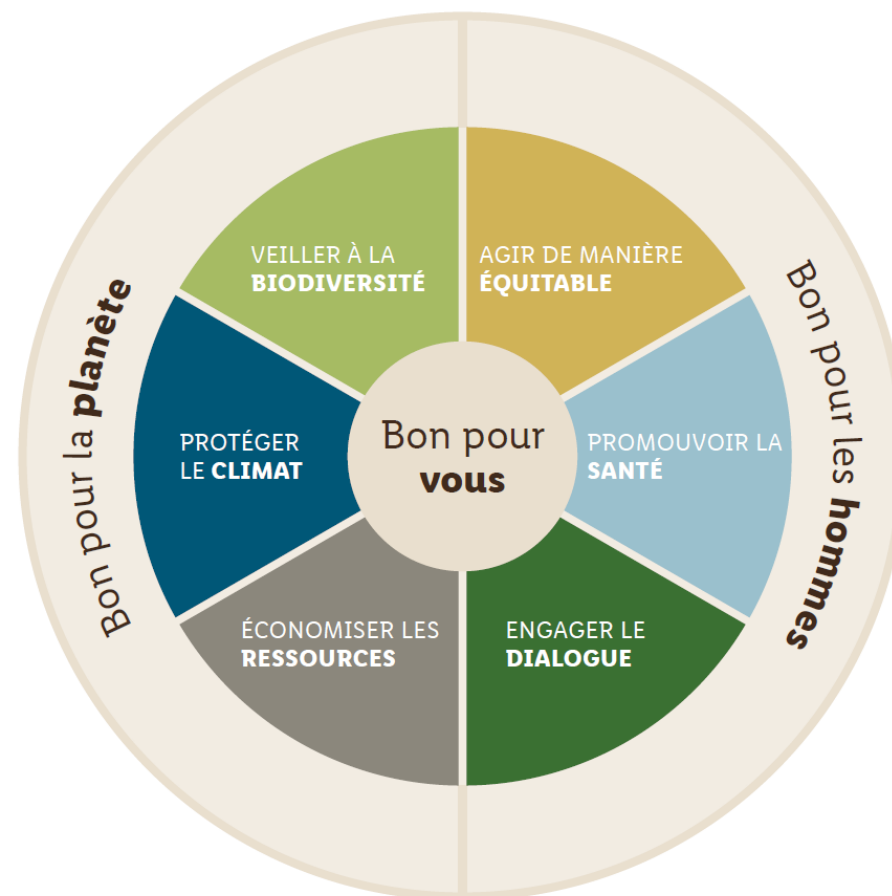 Bon pour la planète
VEILLER À LA
BIODIVERSITÉ
AGIR DE MANIÈRE
ÉQUITABLE
PROTÉGER
LE CLIMAT
Bon pour
vous
PROMOUVOIR LA
SANTÉ
ÉCONOMISER LES
RESSOURCES
ENGAGER LE
DIALOGUE
Bon pour les hommes